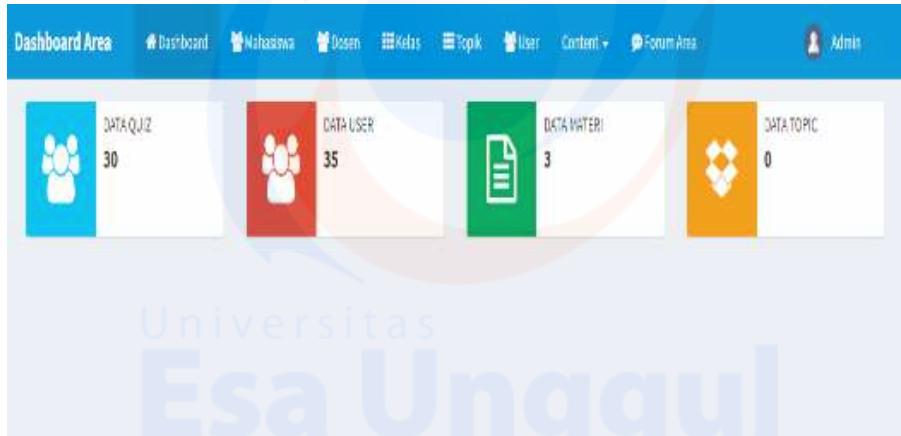 Dashboard Area Dashboard Mahasiswa Dosen Kelas Topik User Content Forum Area Admin
DATA QUIZ
30
DATA USER
35
DATA MATERI
3
DATA TOPIC
0
Universitas
Esa Unggul